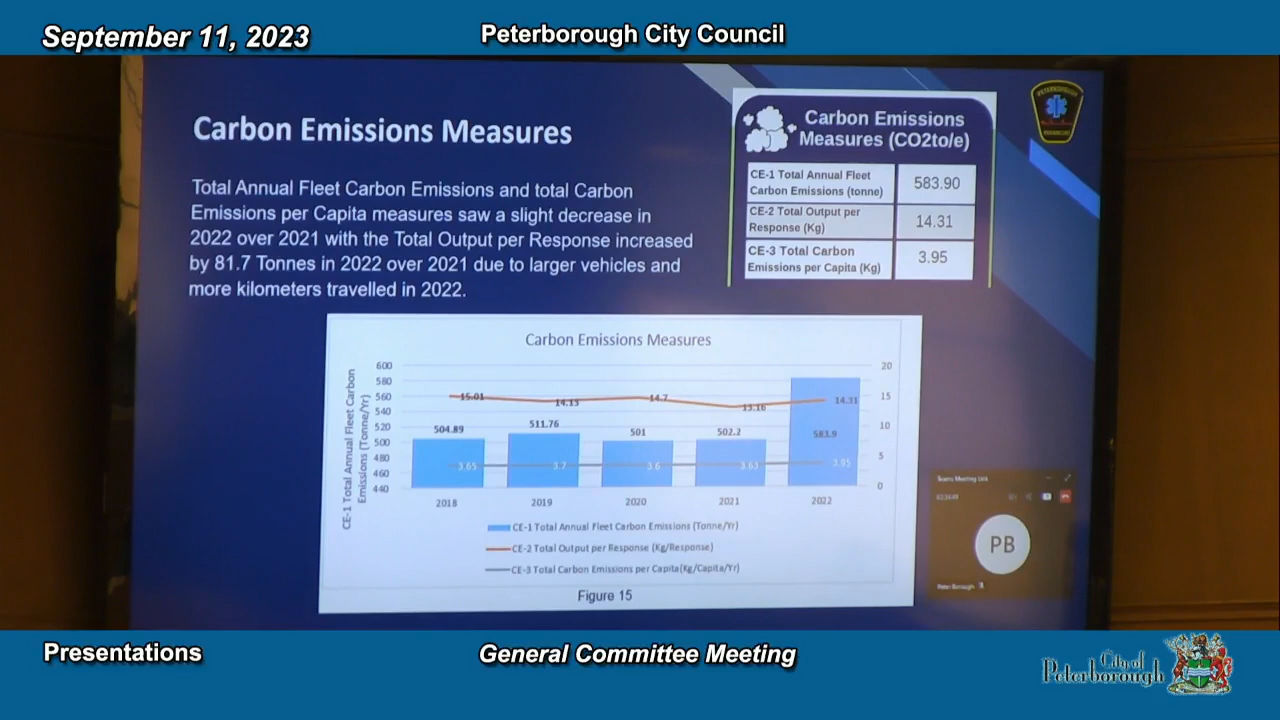 September 11, 2023
Peterborough City Council
Carbon Emissions Measures
Total Annual Fleet Carbon Emissions and total Carbon
Emissions per Capita measures saw a slight decrease in
2022 over 2021 with the Total Output per Response increased
by 81.7 Tonnes in 2022 over 2021 due to larger vehicles and
more kilometers travelled in 2022.
Carbon Emissions
Measures (CO2to/e)
CE-1 Total Annual Fleet
Carbon Emissions (tonne)
583.90
CE-2 Total Output per
Response (Kg)
14.31
CE-3 Total Carbon
Emissions per Capita (Kg)
3.95
Carbon Emissions Measures
CE-1 Total Annual Fleet Carbon
Emissions (Tonne/Yr)
600
580
560
540
520
500
480
460
440
20
15
10
5
0
15.01
14.13
14.7
13.16
14.31
504.89
511.76
501
502.2
583.9
3.65
3.7
3.6
3.63
3.95
2018
2019
2020
2021
2022
CE-1 Total Annual Fleet Carbon Emissions (Tonne/Yr)
CE-2 Total Output per Response (Kg/Response)
CE-3 Total Carbon Emissions per Capita(Kg/Capita/Yr)
Figure 15
Teams Meeting
PB
Presentations
General Committee Meeting
City of
Peterborough